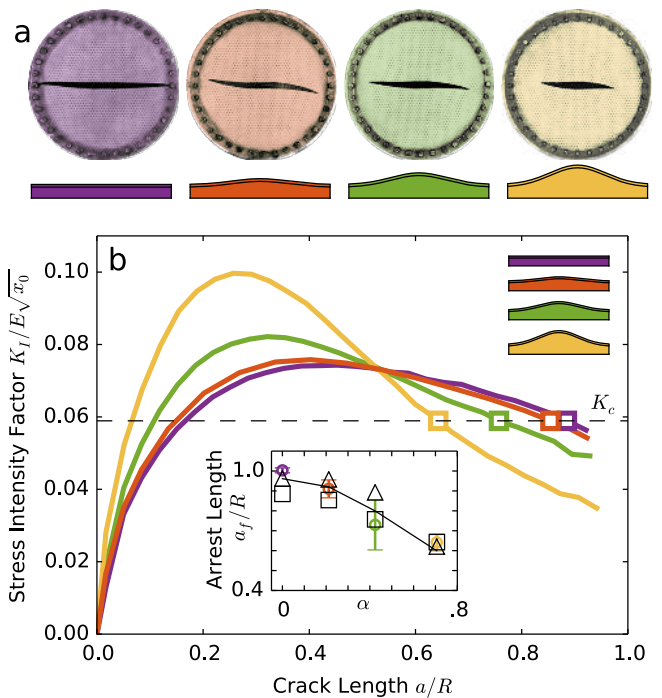 a
b
0.10
0.08
0.06
0.04
0.02
0.00
Stress Intensity Factor K_I/E√x_0
K_c
1.0
0.4
Arrest Length
a_f/R
0
α
.8
0.0
0.2
0.4
0.6
0.8
1.0
Crack Length a/R